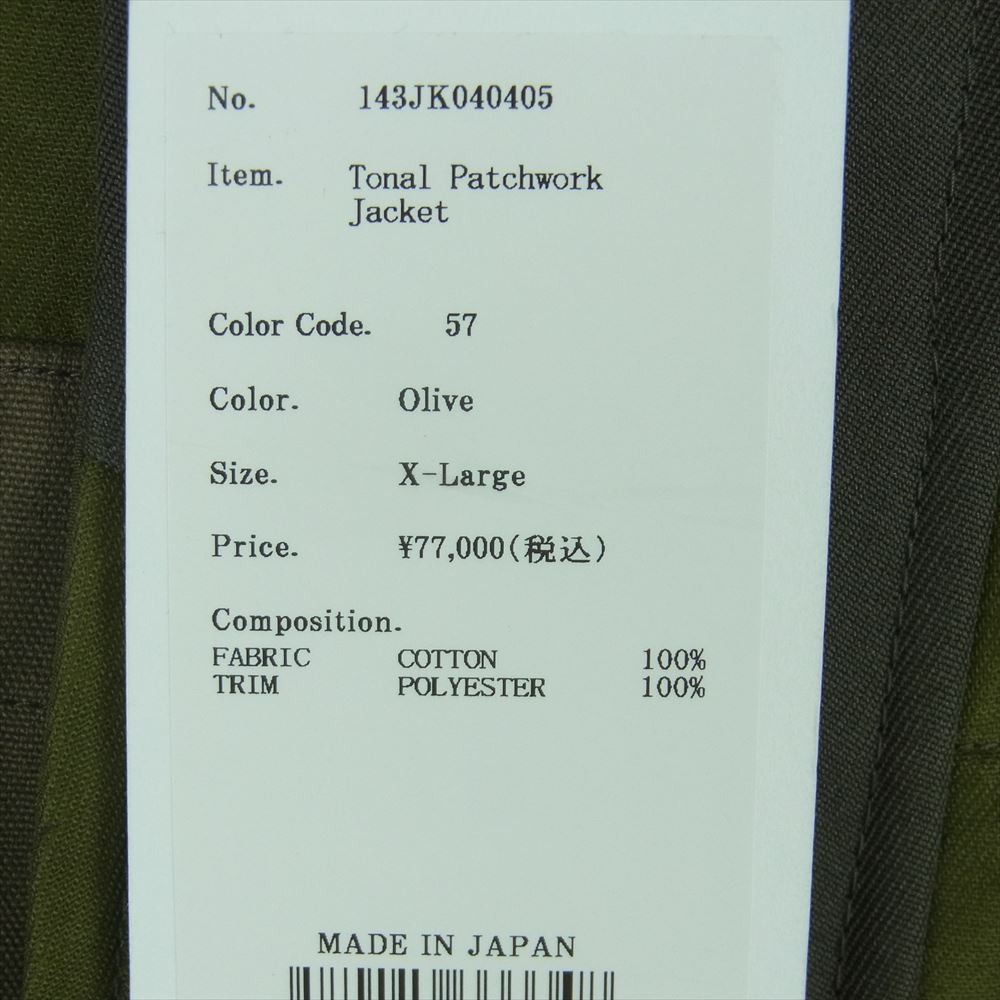 No. 143JK040405
Item. Tonal Patchwork
Jacket
Color Code. 57
Color. Olive
Size. X-Large
Price. ¥77,000(税込)
Composition.
FABRIC COTTON 100%
TRIM POLYESTER 100%
MADE IN JAPAN